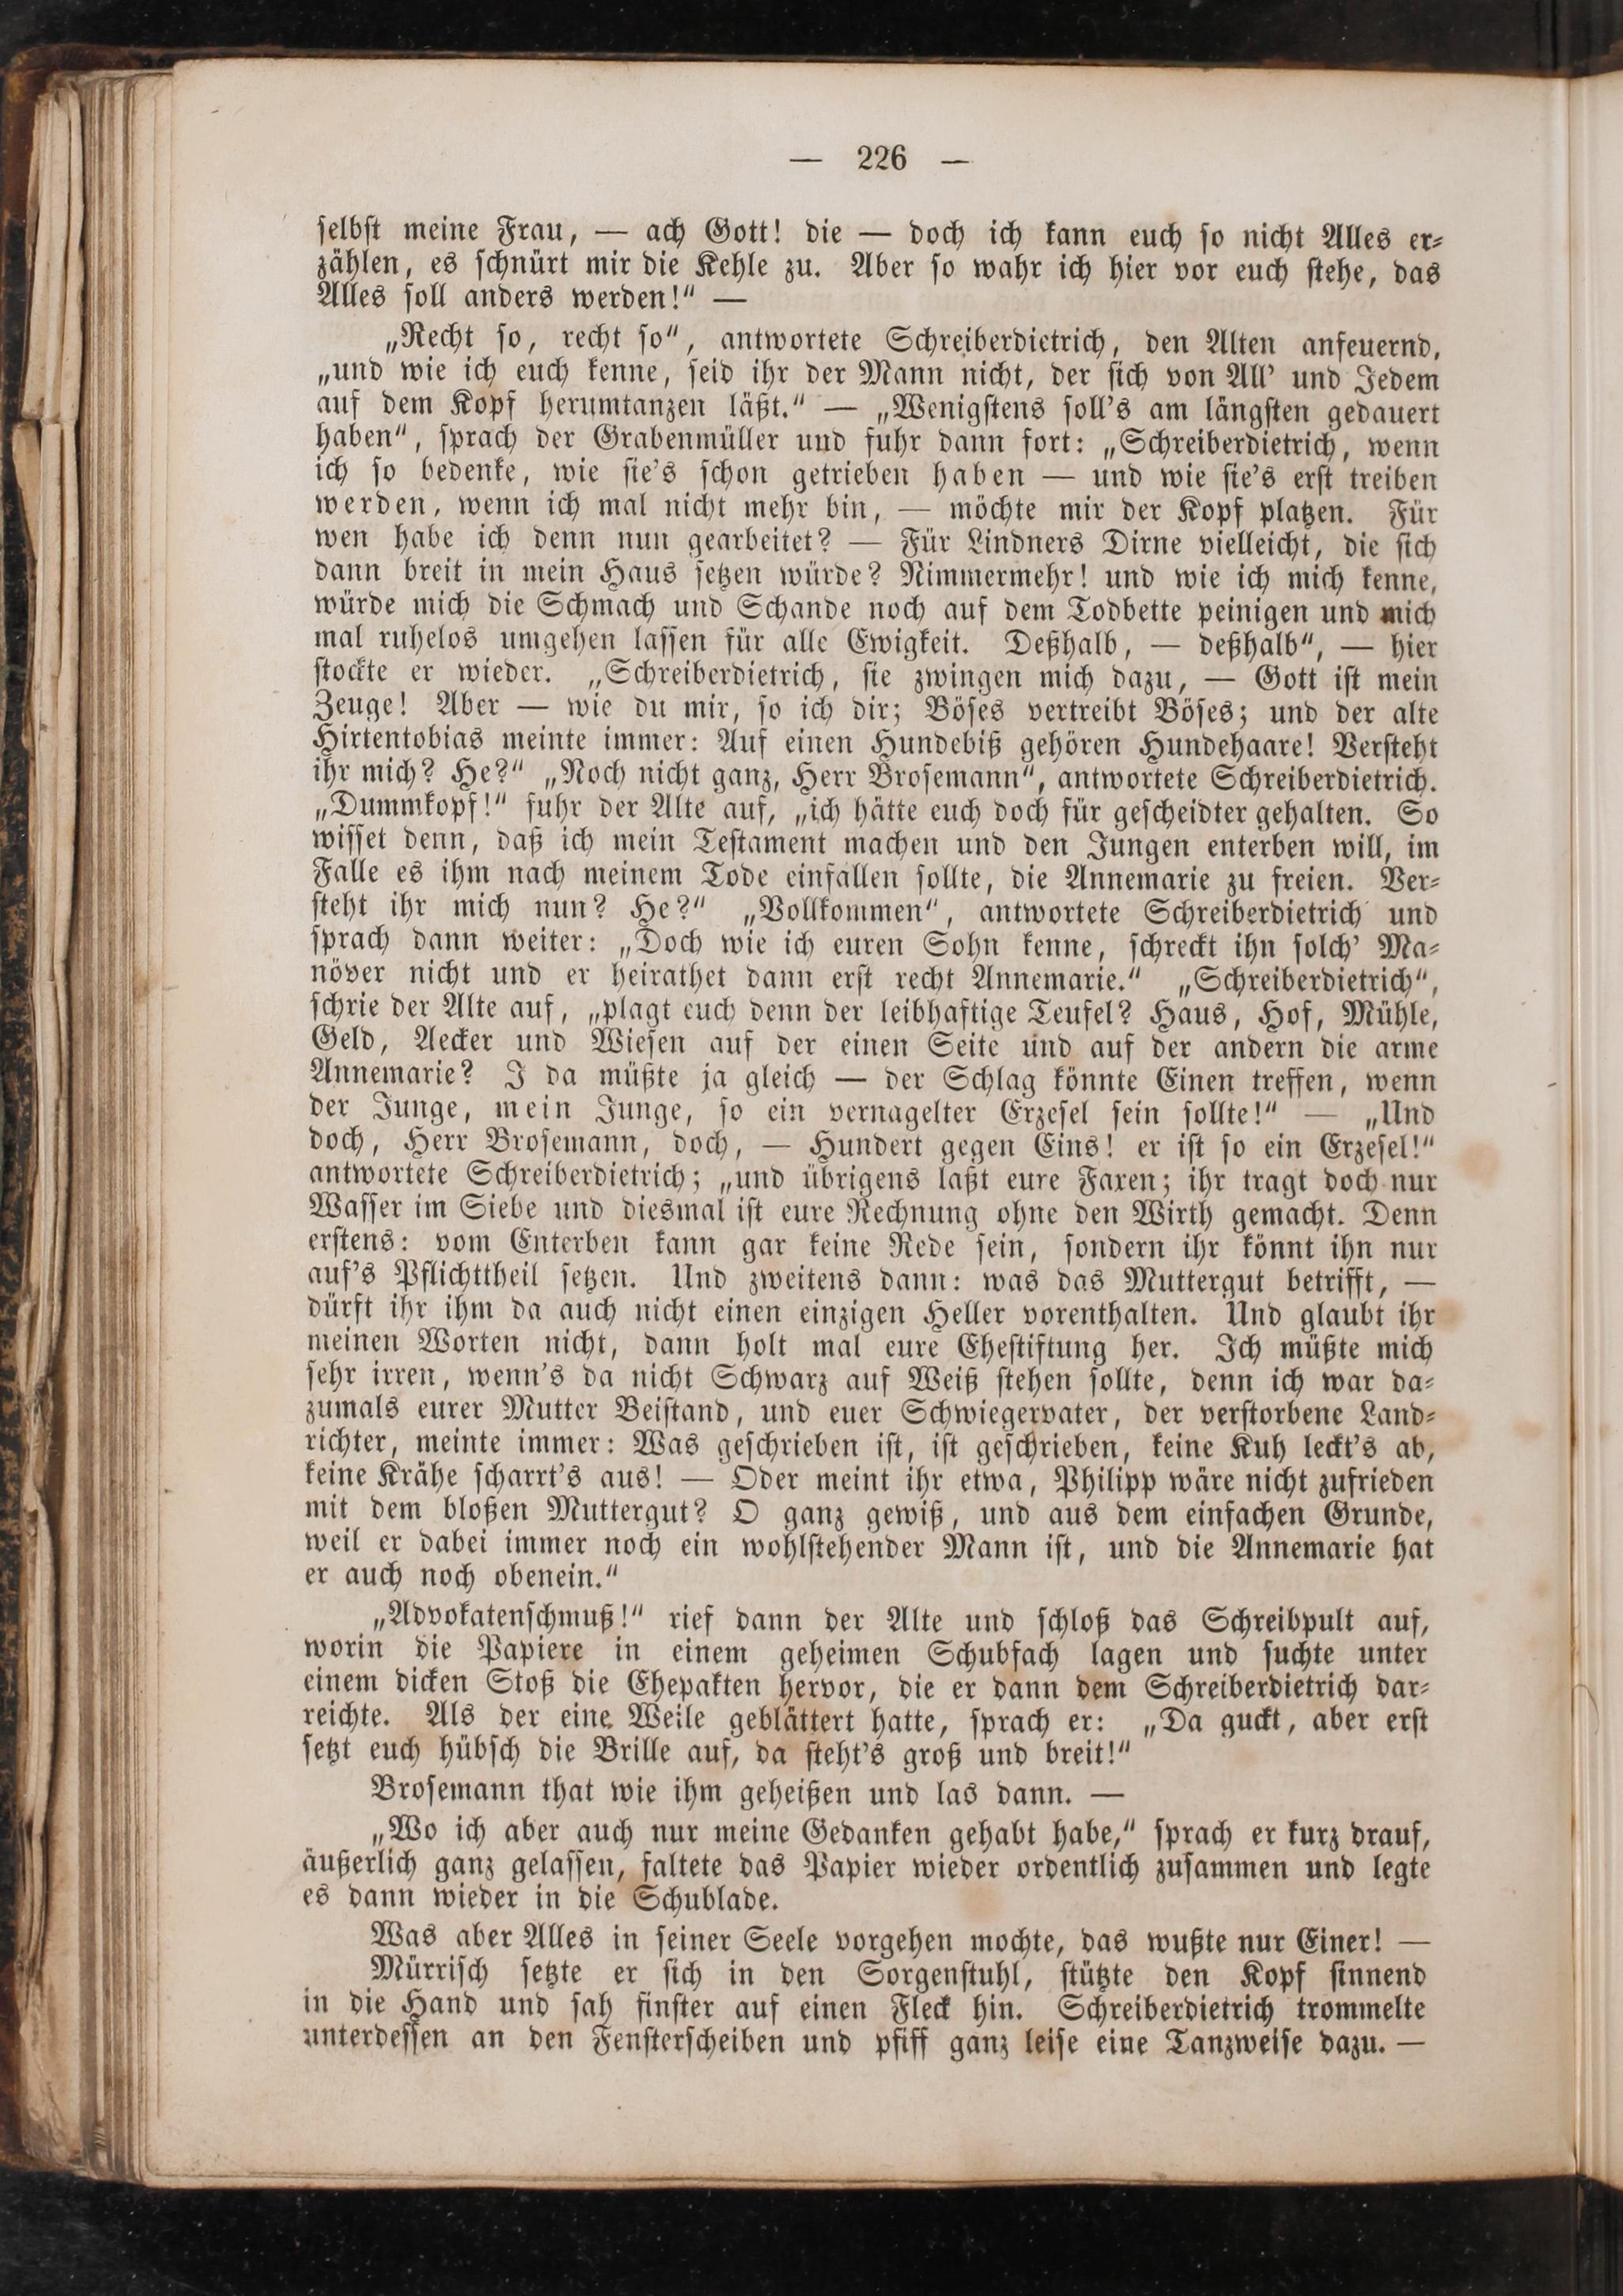 — 226 —
selbst meine Frau, — ach Gott! die — doch ich kann euch so nicht Alles er-
zählen, es schnürt mir die Kehle zu. Aber so wahr ich hier vor euch stehe, das
Alles soll anders werden!“ —
„Recht so, recht so“, antwortete Schreiberdietrich, den Alten anfeuernd,
„und wie ich euch kenne, seid ihr der Mann nicht, der sich von All’ und Jedem
auf dem Kopf herumtanzen läßt.“ — „Wenigstens soll’s am längsten gedauert
haben“, sprach der Grabenmüller und fuhr dann fort: „Schreiberdietrich, wenn
ich so bedenke, wie sie’s schon getrieben haben — und wie sie’s erst treiben
werden, wenn ich mal nicht mehr bin, — möchte mir der Kopf platzen. Für
wen habe ich denn nun gearbeitet? — Für Lindners Dirne vielleicht, die sich
dann breit in mein Haus setzen würde? Nimmermehr! und wie ich mich kenne,
würde mich die Schmach und Schande noch auf dem Todbette peinigen und mich
mal ruhelos umgehen lassen für alle Ewigkeit. Deßhalb, — deßhalb“, — hier
stockte er wieder. „Schreiberdietrich, sie zwingen mich dazu, — Gott ist mein
Zeuge! Aber — wie du mir, so ich dir; Böses vertreibt Böses; und der alte
Hirtentobias meinte immer: Auf einen Hundebiß gehören Hundehaare! Versteht
ihr mich? He?“ „Noch nicht ganz, Herr Brosemann“, antwortete Schreiberdietrich.
„Dummkopf!“ fuhr der Alte auf, „ich hätte euch doch für gescheidter gehalten. So
wisset denn, daß ich mein Testament machen und den Jungen enterben will, im
Falle es ihm nach meinem Tode einfallen sollte, die Annemarie zu freien. Ver-
steht ihr mich nun? He?“ „Vollkommen“, antwortete Schreiberdietrich und
sprach dann weiter: „Doch wie ich euren Sohn kenne, schreckt ihn solch’ Ma-
növer nicht und er heirathet dann erst recht Annemarie.“ „Schreiberdietrich“,
schrie der Alte auf, „plagt euch denn der leibhaftige Teufel? Haus, Hof, Mühle,
Geld, Aecker und Wiesen auf der einen Seite und auf der andern die arme
Annemarie? I da müßte ja gleich — der Schlag könnte Einen treffen, wenn
der Junge, mein Junge, so ein vernagelter Erzesel sein sollte!“ — „Und
doch, Herr Brosemann, doch, — Hundert gegen Eins! er ist so ein Erzesel!“
antwortete Schreiberdietrich; „und übrigens laßt eure Faxen; ihr tragt doch nur
Wasser im Siebe und diesmal ist eure Rechnung ohne den Wirth gemacht. Denn
erstens: vom Enterben kann gar keine Rede sein, sondern ihr könnt ihn nur
auf’s Pflichttheil setzen. Und zweitens dann: was das Muttergut betrifft, —
dürft ihr ihm da auch nicht einen einzigen Heller vorenthalten. Und glaubt ihr
meinen Worten nicht, dann holt mal eure Ehestiftung her. Ich müßte mich
sehr irren, wenn’s da nicht Schwarz auf Weiß stehen sollte, denn ich war da-
zumals eurer Mutter Beistand, und euer Schwiegervater, der verstorbene Land-
richter, meinte immer: Was geschrieben ist, ist geschrieben, keine Kuh leckt’s ab,
keine Krähe scharrt’s aus! — Oder meint ihr etwa, Philipp wäre nicht zufrieden
mit dem bloßen Muttergut? O ganz gewiß, und aus dem einfachen Grunde,
weil er dabei immer noch ein wohlstehender Mann ist, und die Annemarie hat
er auch noch obenein.“
„Advokatenschmuß!“ rief dann der Alte und schloß das Schreibpult auf,
worin die Papiere in einem geheimen Schubfach lagen und suchte unter
einem dicken Stoß die Ehepakten hervor, die er dann dem Schreiberdietrich dar-
reichte. Als der eine Weile geblättert hatte, sprach er: „Da guckt, aber erst
setzt euch hübsch die Brille auf, da steht’s groß und breit!“
Brosemann that wie ihm geheißen und las dann. —
„Wo ich aber auch nur meine Gedanken gehabt habe,“ sprach er kurz drauf,
äußerlich ganz gelassen, faltete das Papier wieder ordentlich zusammen und legte
es dann wieder in die Schublade.
Was aber Alles in seiner Seele vorgehen mochte, das wußte nur Einer! —
Mürrisch setzte er sich in den Sorgenstuhl, stützte den Kopf sinnend
in die Hand und sah finster auf einen Fleck hin. Schreiberdietrich trommelte
unterdessen an den Fensterscheiben und pfiff ganz leise eine Tanzweise dazu. —